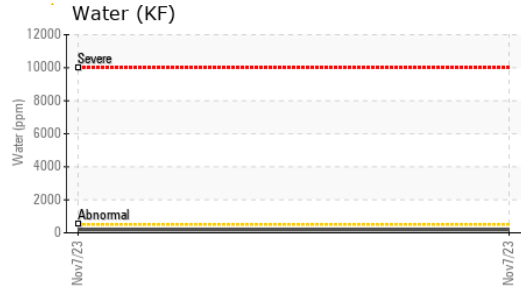 Water (KF)
12000
Severe
10000
8000
6000
4000
2000
Abnormal
0
Water (ppm)
Nov7/23
Nov7/23